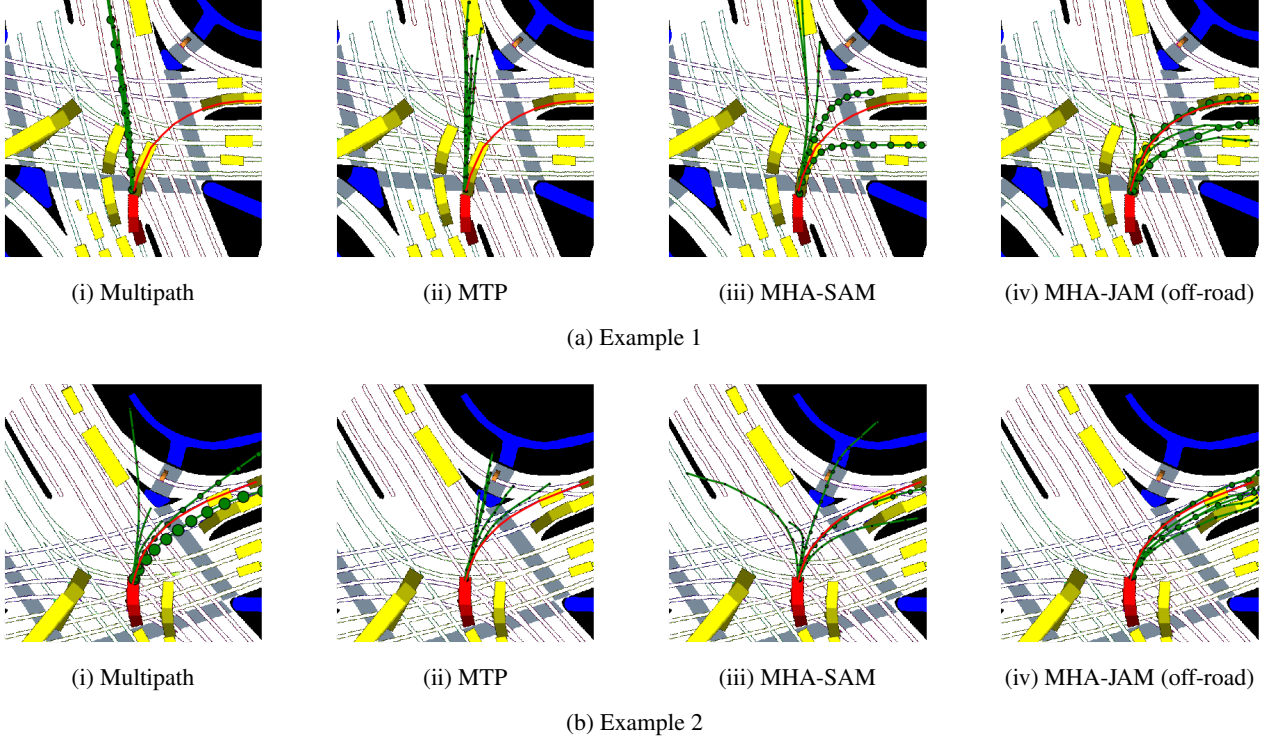 (i) Multipath
(ii) MTP
(iii) MHA-SAM
(iv) MHA-JAM (off-road)
(a) Example 1
(i) Multipath
(ii) MTP
(iii) MHA-SAM
(iv) MHA-JAM (off-road)
(b) Example 2